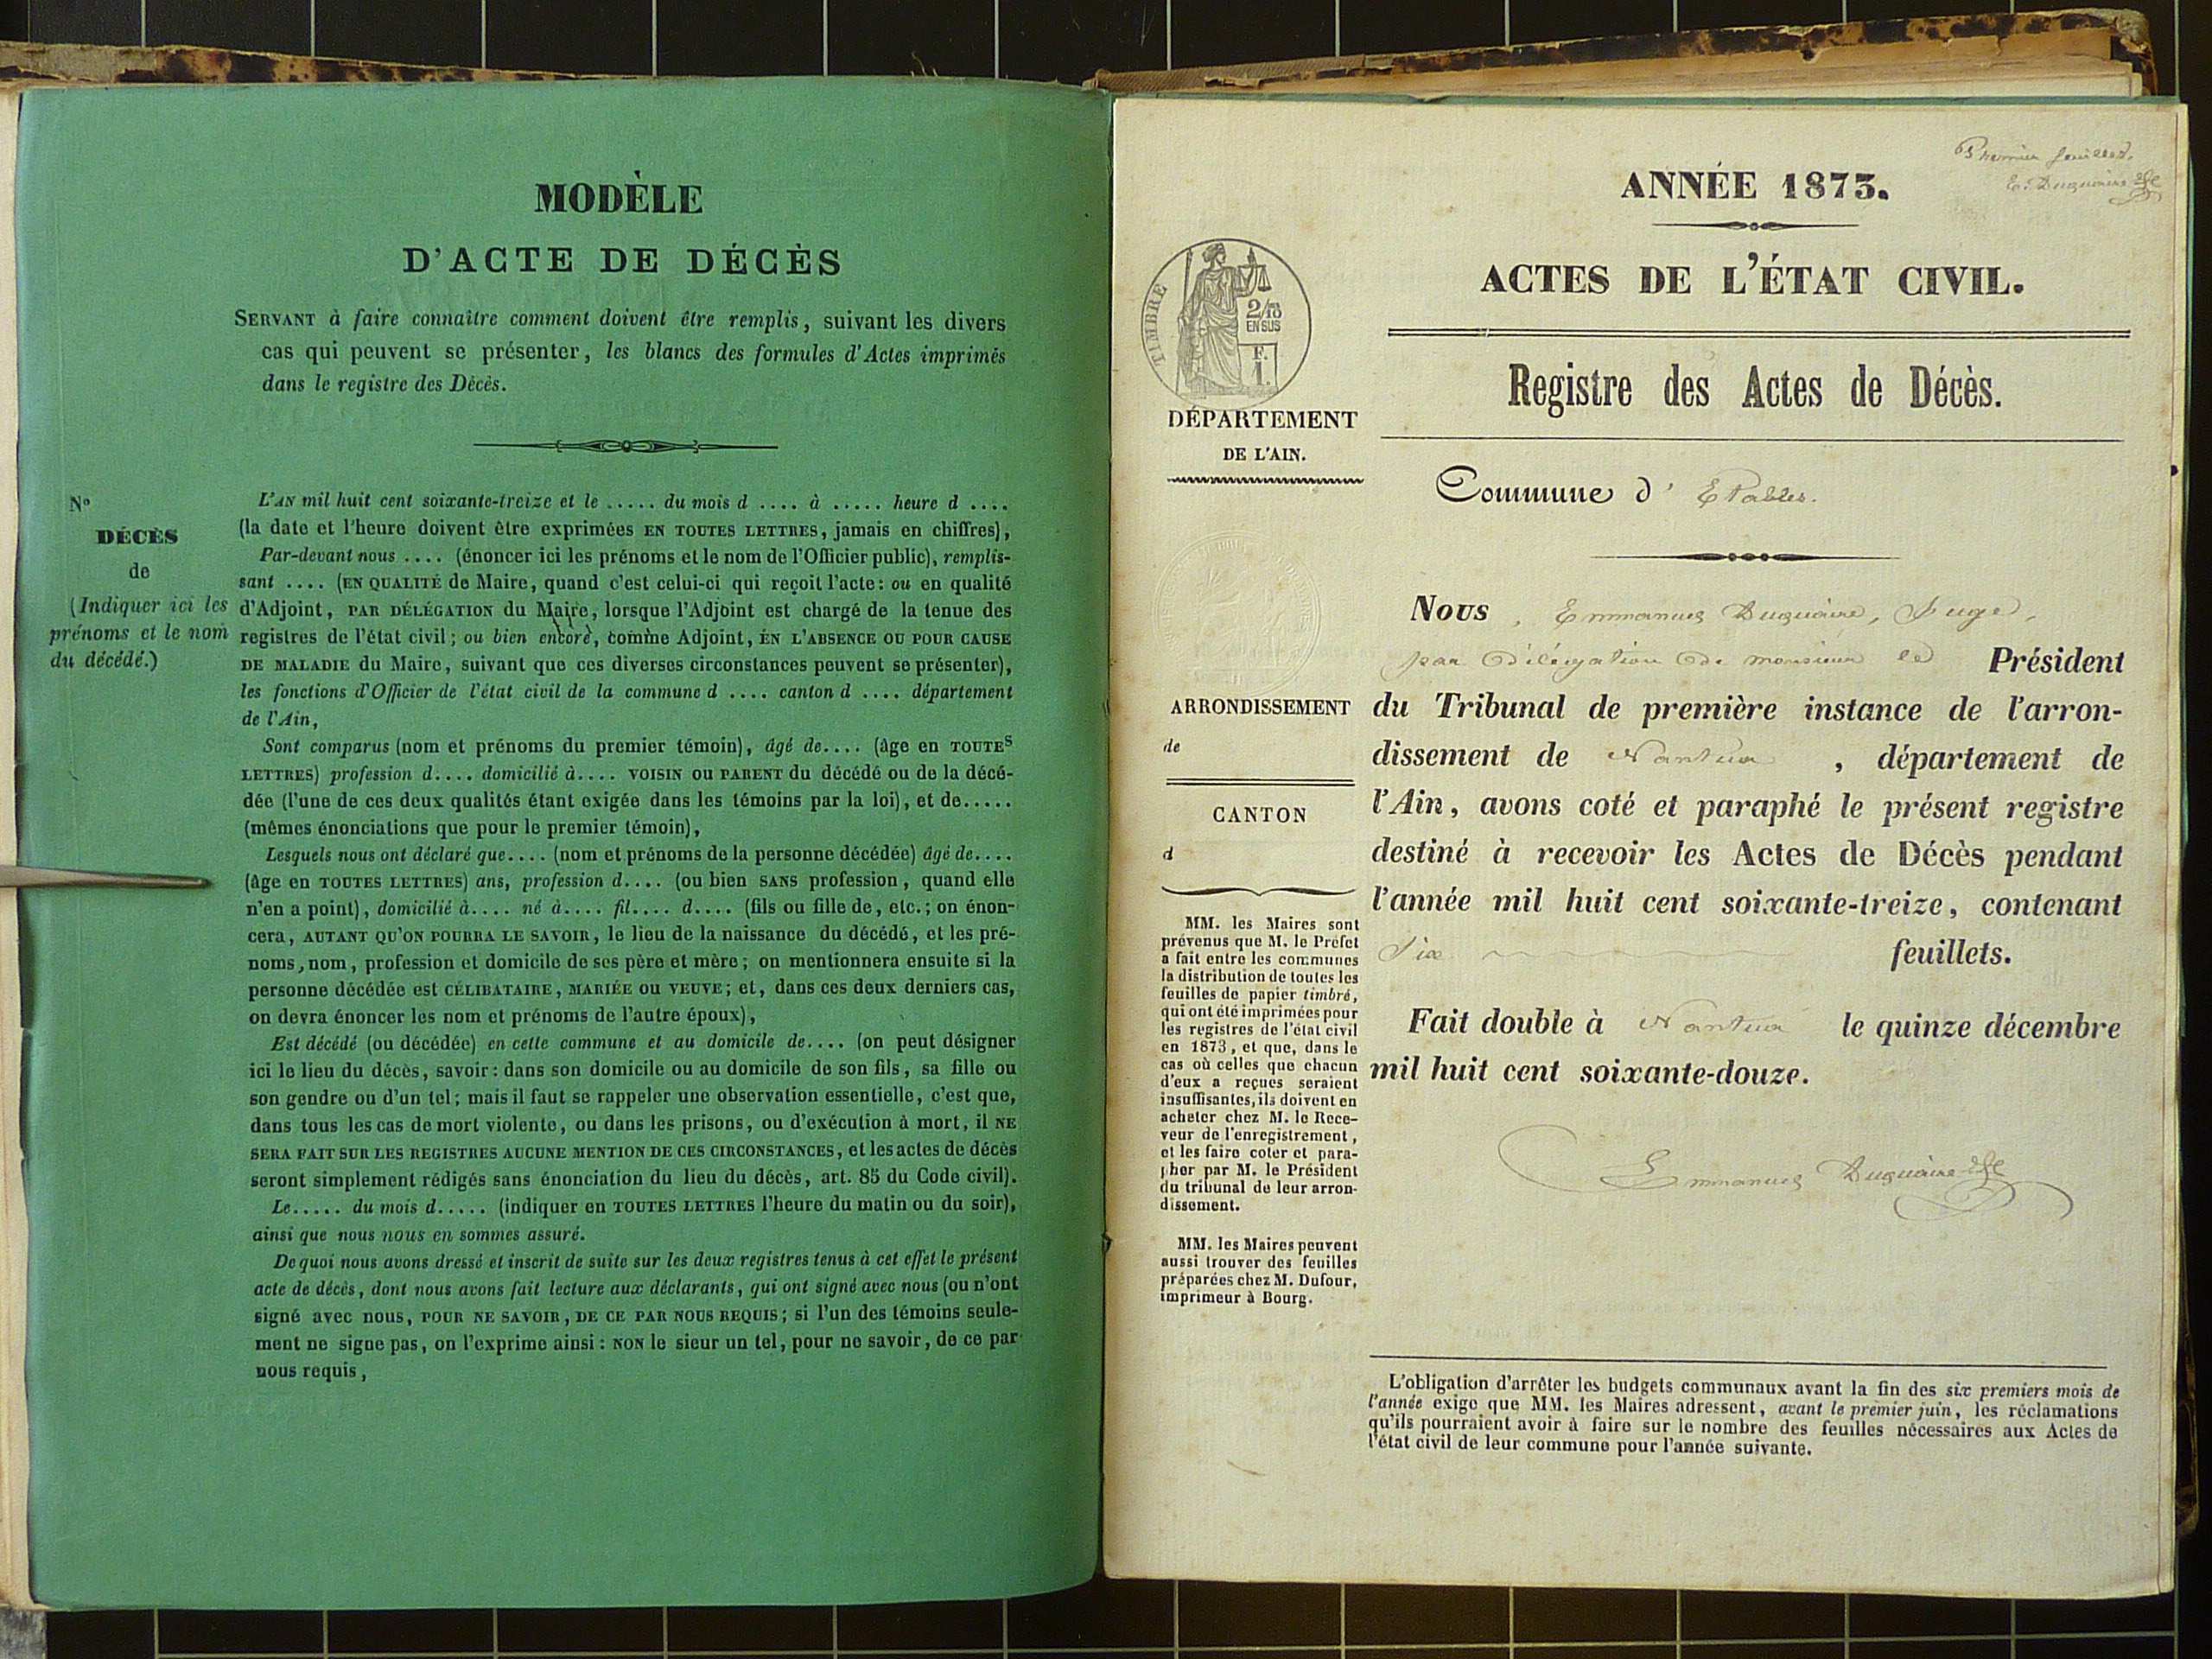 MODÈLE
D'ACTE DE DÉCÈS
SERVANT à faire connaître comment doivent être remplis, suivant les divers
cas qui peuvent se présenter, les blancs des formules d'Actes imprimés
dans le registre des Décès.
N°
DÉCÈS
de
(Indiquer ici les
prénoms et le nom
du décédé.)
L'AN mil huit cent soixante-treize et le ..... du mois d .... à ..... heure d ....
(la date et l'heure doivent être exprimées EN TOUTES LETTRES, jamais en chiffres),
Par-devant nous .... (énoncer ici les prénoms et le nom de l'Officier public), remplis-
sant .... (EN QUALITÉ de Maire, quand c'est celui-ci qui reçoit l'acte: ou en qualité
d'Adjoint, PAR DÉLÉGATION du Maire, lorsque l'Adjoint est chargé de la tenue des
registres de l'état civil; ou bien encore, comme Adjoint, EN L'ABSENCE OU POUR CAUSE
DE MALADIE du Maire, suivant que ces diverses circonstances peuvent se présenter),
les fonctions d'Officier de l'état civil de la commune d .... canton d .... département
de l'Ain,
Sont comparus (nom et prénoms du premier témoin), âgé de.... (âge en TOUTES
LETTRES) profession d.... domicilié à.... VOISIN OU PARENT du décédé ou de la décé-
dée (l'une de ces deux qualités étant exigée dans les témoins par la loi), et de.....
(mêmes énonciations que pour le premier témoin),
Lesquels nous ont déclaré que.... (nom et prénoms de la personne décédée) âgé de....
(âge en TOUTES LETTRES) ans, profession d.... (ou bien SANS profession, quand elle
n'en a point), domicilié à.... né à.... fil.... d.... (fils ou fille de, etc.; on énon-
cera, AUTANT QU'ON POURRA LE SAVOIR, le lieu de la naissance du décédé, et les pré-
noms, nom, profession et domicile de ses père et mère; on mentionnera ensuite si la
personne décédée est CÉLIBATAIRE, MARIÉE OU VEUVE; et, dans ces deux derniers cas,
on devra énoncer les nom et prénoms de l'autre époux),
Est décédé (ou décédée) en cette commune et au domicile de.... (on peut désigner
ici le lieu du décès, savoir: dans son domicile ou au domicile de son fils, sa fille ou
son gendre ou d'un tel; mais il faut se rappeler une observation essentielle, c'est que,
dans tous les cas de mort violente, ou dans les prisons, ou d'exécution à mort, il NE
SERA FAIT SUR LES REGISTRES AUCUNE MENTION DE CES CIRCONSTANCES, et les actes de décès
seront simplement rédigés sans énonciation du lieu du décès, art. 85 du Code civil).
Le..... du mois d..... (indiquer en TOUTES LETTRES l'heure du matin ou du soir),
ainsi que nous nous en sommes assuré.
De quoi nous avons dressé et inscrit de suite sur les deux registres tenus à cet effet le présent
acte de décès, dont nous avons fait lecture aux déclarants, qui ont signé avec nous (ou n'ont
signé avec nous, POUR NE SAVOIR, DE CE PAR NOUS REQUIS; si l'un des témoins seule-
ment ne signe pas, on l'exprime ainsi: NON le sieur un tel, pour ne savoir, de ce par
nous requis,
Premier feuillet.
E. Duquaire
ANNÉE 1873.
ACTES DE L'ÉTAT CIVIL.
Registre des Actes de Décès.
TIMBRE
2/10
EN SUS
F.
1.
DÉPARTEMENT
DE L'AIN.
Commune d' Etables.
Nous, Emmanuel Duquaire, Juge,
par délégation de monsieur le Président
du Tribunal de première instance de l'arron-
dissement de Nantua, département de
l'Ain, avons coté et paraphé le présent registre
destiné à recevoir les Actes de Décès pendant
l'année mil huit cent soixante-treize, contenant
Six feuillets.
Fait double à Nantua le quinze décembre
mil huit cent soixante-douze.
Emmanuel Duquaire
ARRONDISSEMENT
de
CANTON
d
MM. les Maires sont
prévenus que M. le Préfet
a fait entre les communes
la distribution de toutes les
feuilles de papier timbré,
qui ont été imprimées pour
les registres de l'état civil
en 1873, et que, dans le
cas où celles que chacun
d'eux a reçues seraient
insuffisantes, ils doivent en
acheter chez M. le Rece-
veur de l'enregistrement,
et les faire coter et para-
pher par M. le Président
du tribunal de leur arron-
dissement.
MM. les Maires peuvent
aussi trouver des feuilles
préparées chez M. Dufour,
imprimeur à Bourg.
L'obligation d'arrêter les budgets communaux avant la fin des six premiers mois de
l'année exige que MM. les Maires adressent, avant le premier juin, les réclamations
qu'ils pourraient avoir à faire sur le nombre des feuilles nécessaires aux Actes de
l'état civil de leur commune pour l'année suivante.